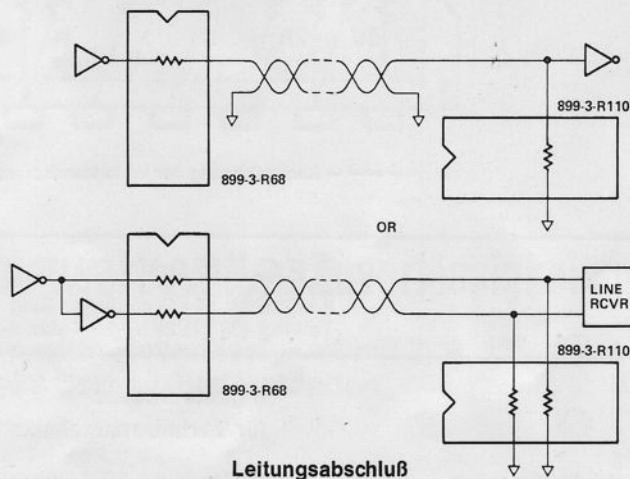 899-3-R110
899-3-R68
OR
LINE
RCVR
899-3-R110
899-3-R68
Leitungsabschluß